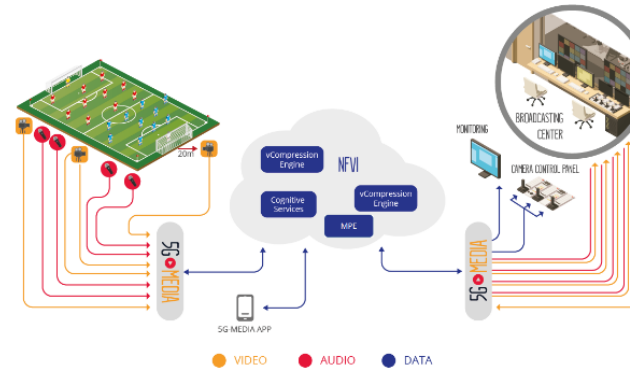 BROADCASTING
CENTER
MONITORING
CAMERA CONTROL PANEL
20m
vCompression
Engine
NFVI
Cognitive
Services
vCompression
Engine
MPE
5G MEDIA
5G MEDIA
5G-MEDIA APP
VIDEO
AUDIO
DATA